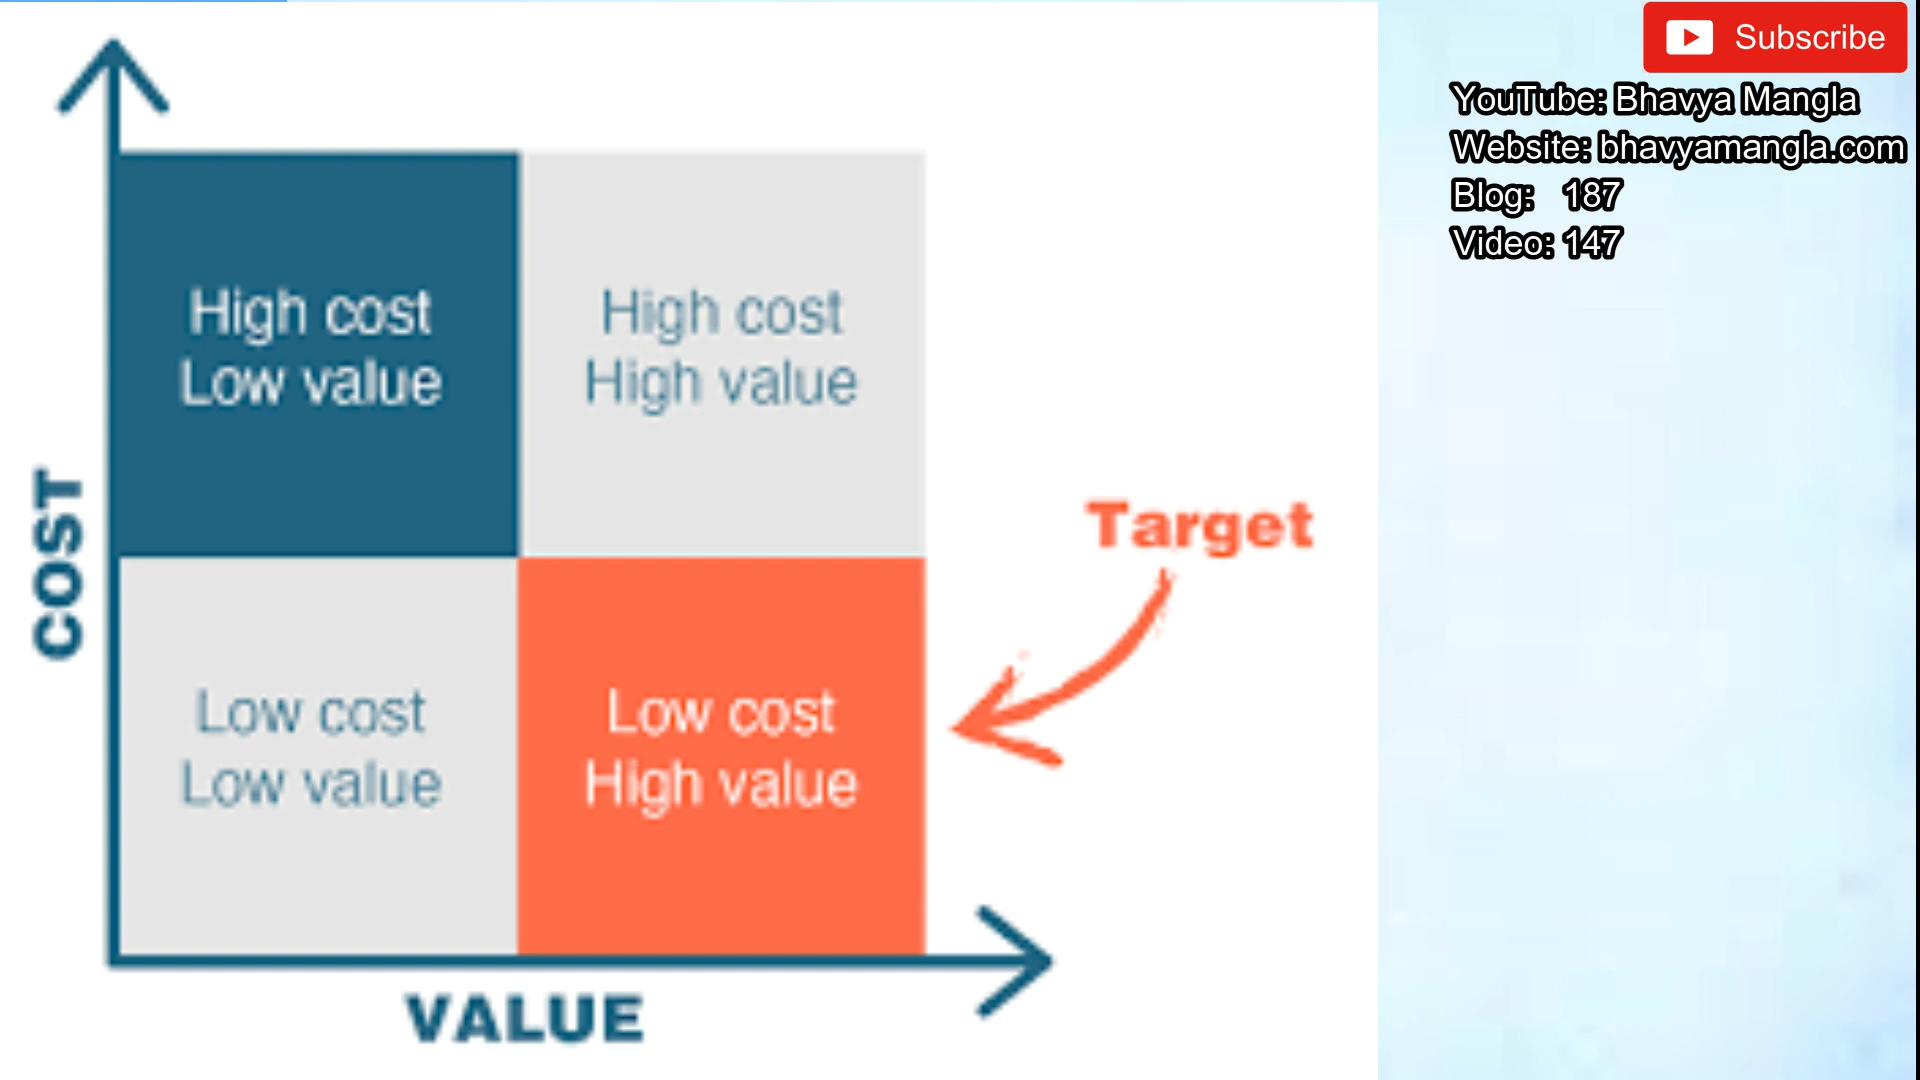 Subscribe
YouTube: Bhavya Mangla
Website: bhavyamangla.com
Blog: 187
Video: 147
High cost
Low value
High cost
High value
COST
Target
Low cost
Low value
Low cost
High value
VALUE